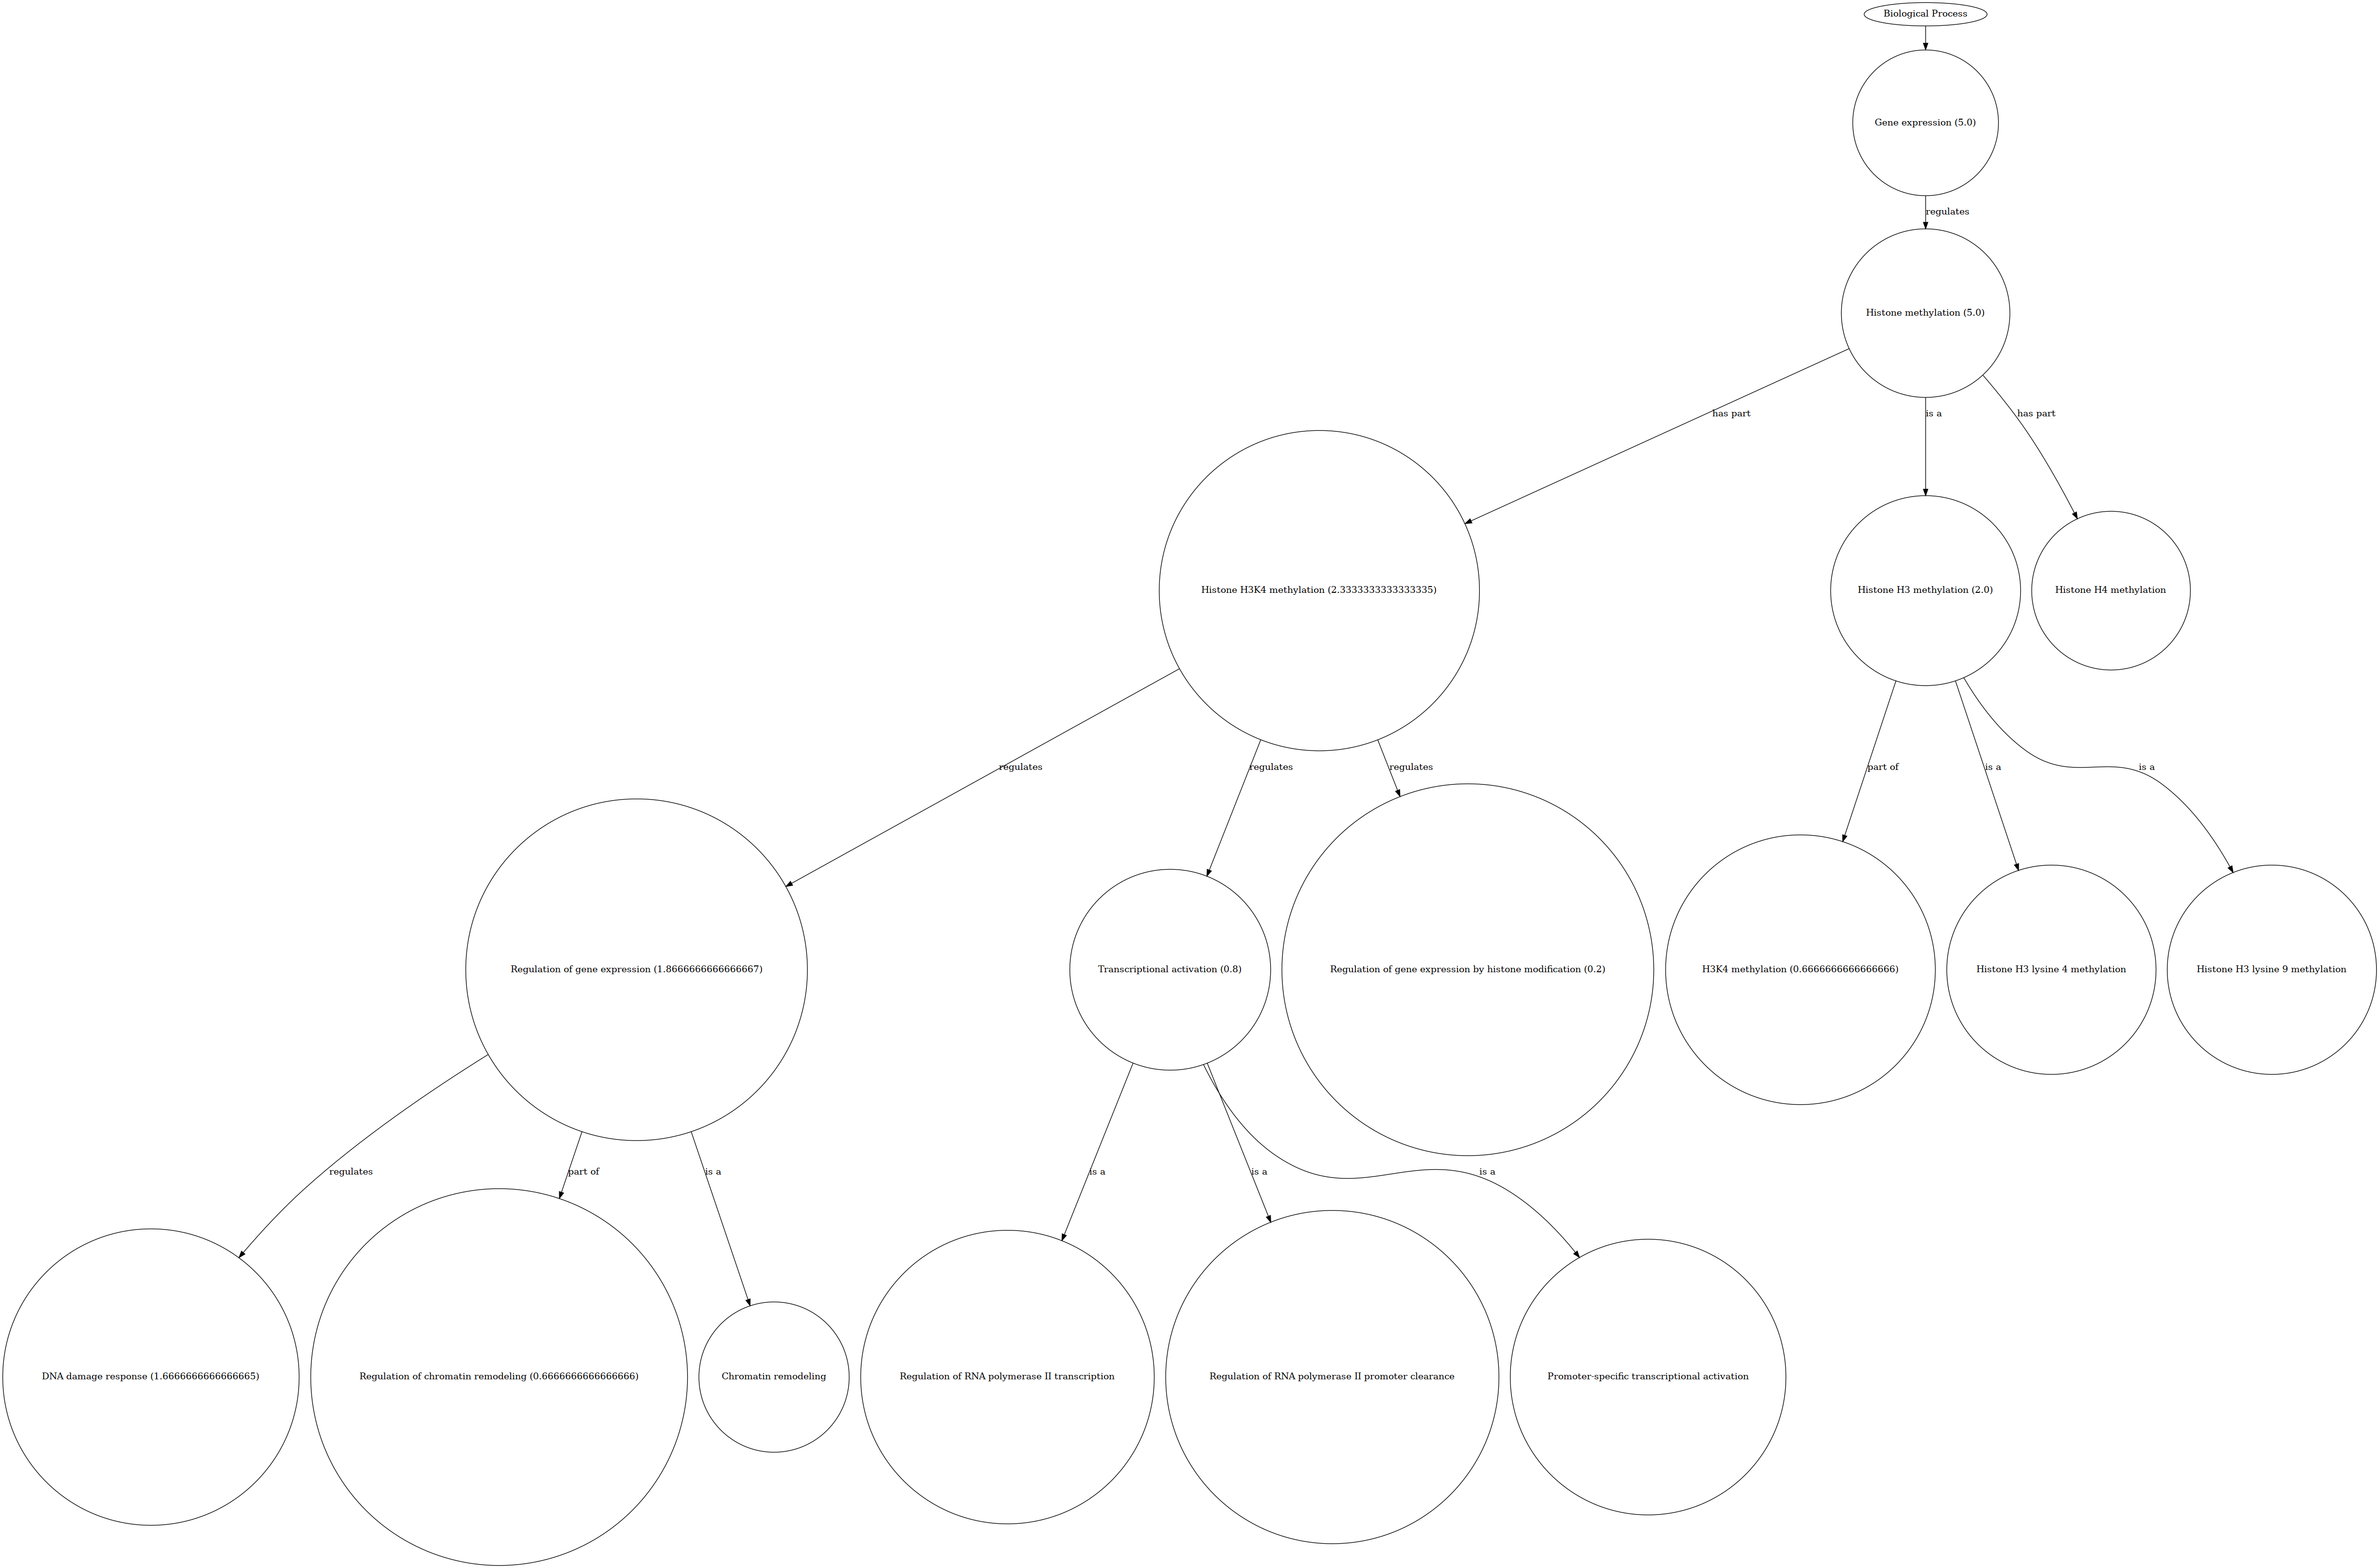 Biological Process
Gene expression (5.0)
regulates
Histone methylation (5.0)
has part
is a
has part
Histone H3K4 methylation (2.3333333333333335)
Histone H3 methylation (2.0)
Histone H4 methylation
regulates
regulates
regulates
part of
is a
is a
Regulation of gene expression (1.8666666666666667)
Transcriptional activation (0.8)
Regulation of gene expression by histone modification (0.2)
H3K4 methylation (0.6666666666666666)
Histone H3 lysine 4 methylation
Histone H3 lysine 9 methylation
regulates
part of
is a
is a
is a
is a
DNA damage response (1.6666666666666665)
Regulation of chromatin remodeling (0.6666666666666666)
Chromatin remodeling
Regulation of RNA polymerase II transcription
Regulation of RNA polymerase II promoter clearance
Promoter-specific transcriptional activation